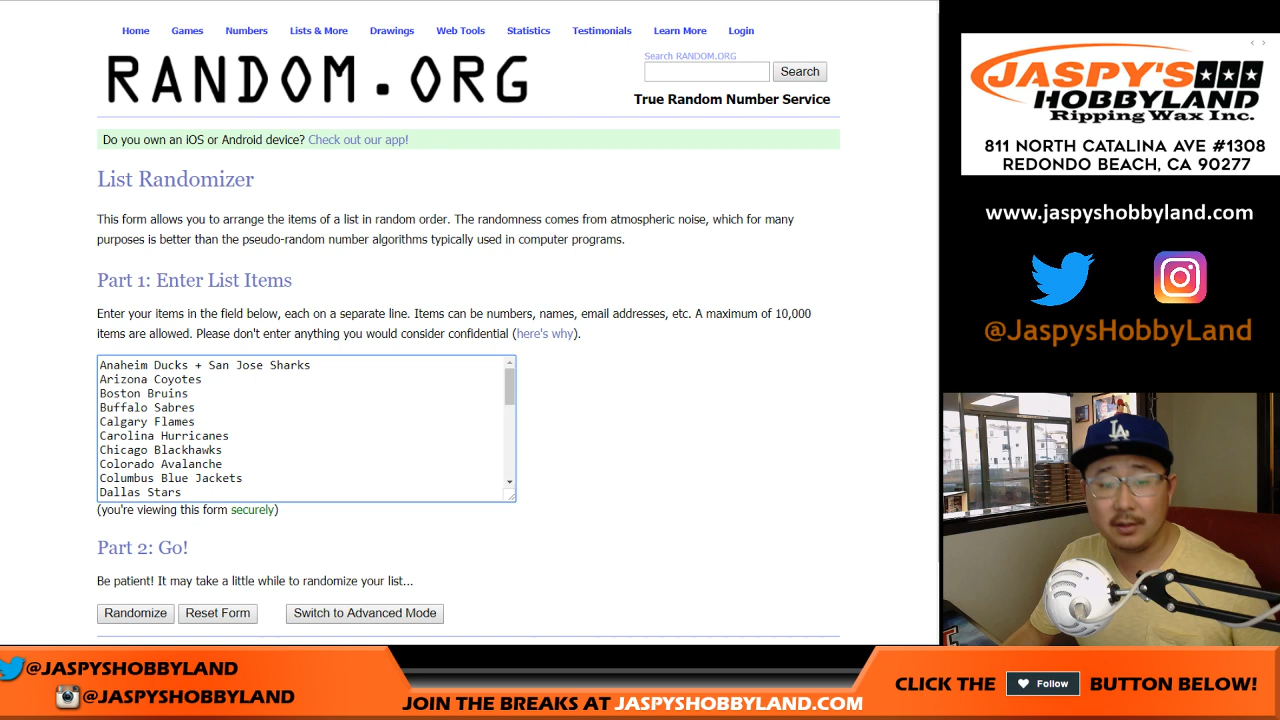 Home Games Numbers Lists & More Drawings Web Tools Statistics Testimonials Learn More Login
RANDOM.ORG
Search RANDOM.ORG
Search
True Random Number Service
Do you own an iOS or Android device? Check out our app!
List Randomizer
This form allows you to arrange the items of a list in random order. The randomness comes from atmospheric noise, which for many
purposes is better than the pseudo-random number algorithms typically used in computer programs.
Part 1: Enter List Items
Enter your items in the field below, each on a separate line. Items can be numbers, names, email addresses, etc. A maximum of 10,000
items are allowed. Please don't enter anything you would consider confidential (here's why).
Anaheim Ducks + San Jose Sharks
Arizona Coyotes
Boston Bruins
Buffalo Sabres
Calgary Flames
Carolina Hurricanes
Chicago Blackhawks
Colorado Avalanche
Columbus Blue Jackets
Dallas Stars
(you're viewing this form securely)
Part 2: Go!
Be patient! It may take a little while to randomize your list...
Randomize Reset Form Switch to Advanced Mode
JASPY'S
HOBBYLAND
Ripping Wax Inc.
811 NORTH CATALINA AVE #1308
REDONDO BEACH, CA 90277
www.jaspyshobbyland.com
@JaspysHobbyLand
LA
@JASPYSHOBBYLAND
@JASPYSHOBBYLAND
JOIN THE BREAKS AT JASPYSHOBBYLAND.COM
CLICK THE Follow BUTTON BELOW!